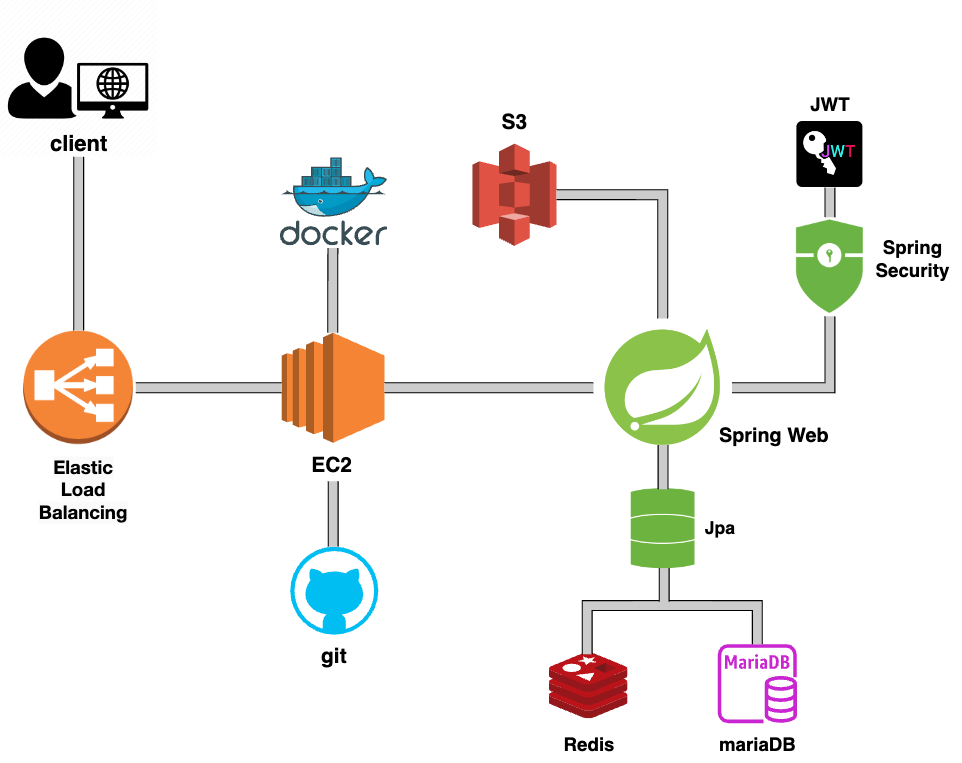 client
S3
JWT
JWT
docker
Spring
Security
Spring Web
EC2
Elastic
Load
Balancing
Jpa
git
MariaDB
Redis
mariaDB